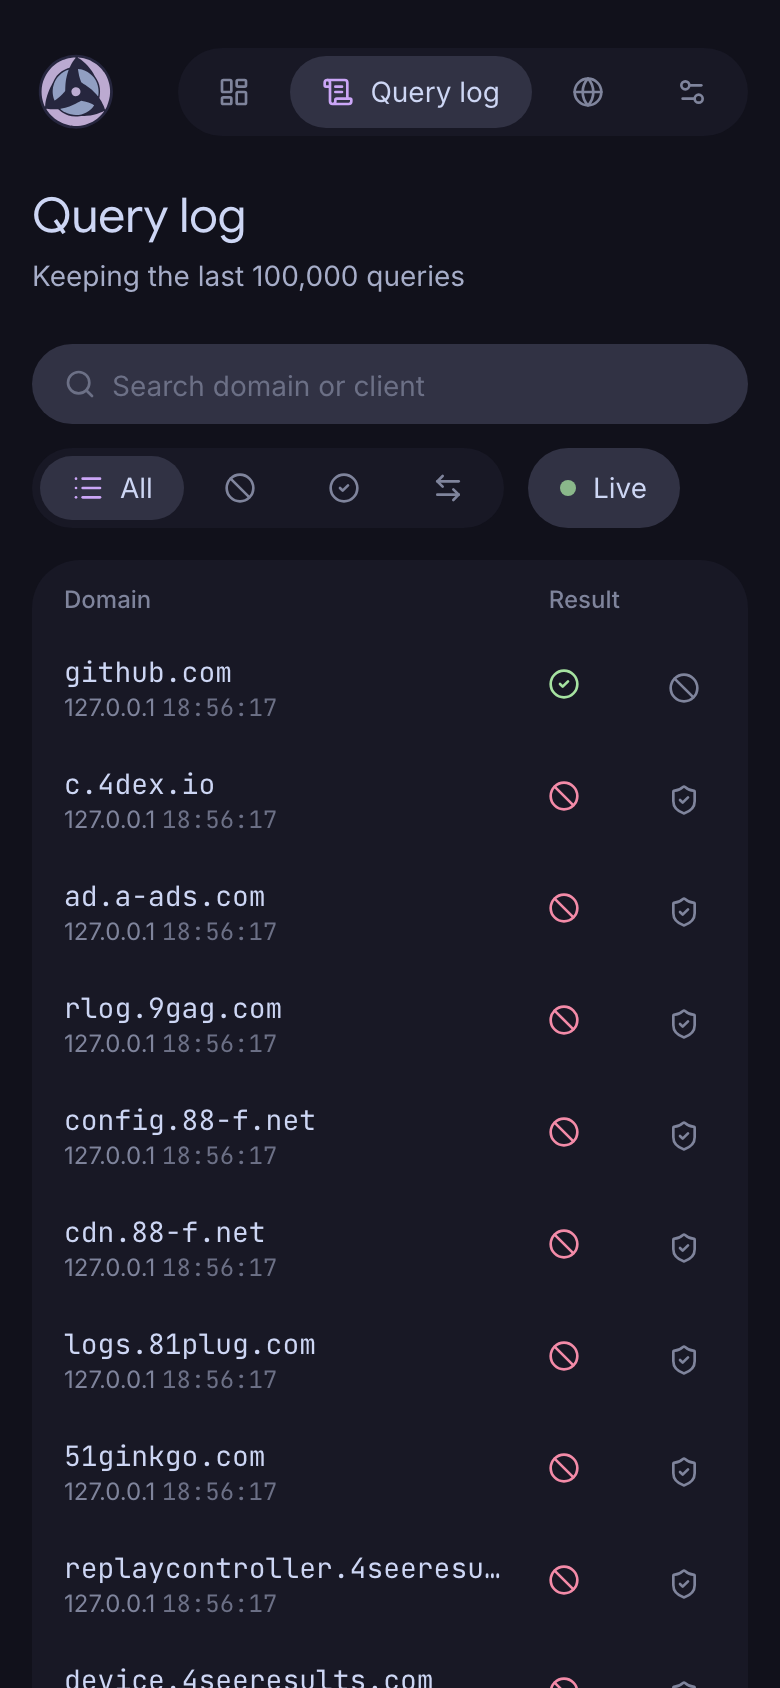 Query log
Query log
Keeping the last 100,000 queries
Search domain or client
All
Live
Domain Result
github.com
127.0.0.1 18:56:17
c.4dex.io
127.0.0.1 18:56:17
ad.a-ads.com
127.0.0.1 18:56:17
rlog.9gag.com
127.0.0.1 18:56:17
config.88-f.net
127.0.0.1 18:56:17
cdn.88-f.net
127.0.0.1 18:56:17
logs.81plug.com
127.0.0.1 18:56:17
51ginkgo.com
127.0.0.1 18:56:17
replaycontroller.4seeresu…
127.0.0.1 18:56:17
device.4seeresults.com